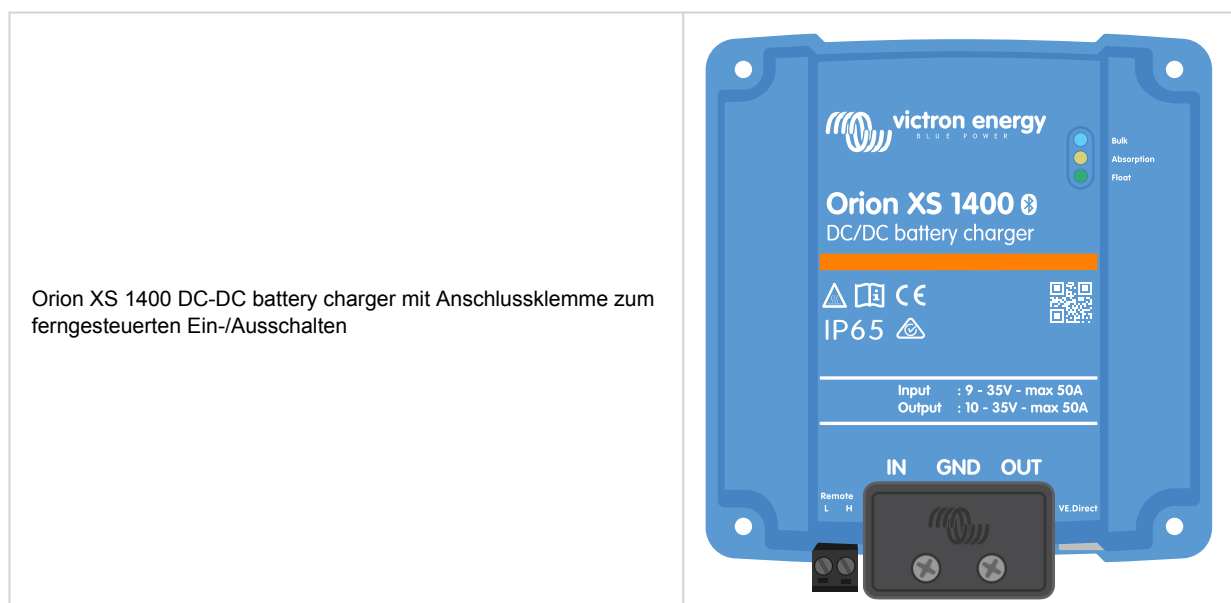 Orion XS 1400 DC-DC battery charger mit Anschlussklemme zum
ferngesteuerten Ein-/Ausschalten
victron energy
BLUE POWER
Bulk
Absorption
Float
Orion XS 1400
DC/DC battery charger
CE
IP65
Input : 9 - 35V - max 50A
Output : 10 - 35V - max 50A
IN GND OUT
Remote
L H
VE.Direct